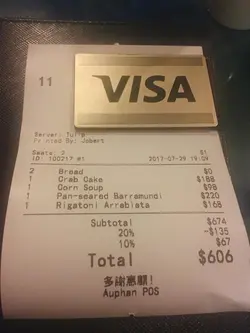 11
VISA
Server:
Printed By: Jobert
Seats: 2 $1
ID: 100217 #1 2017-07-29 19:09
2 Bread $0
1 Crab Cake $188
1 Corn Soup $98
1 Pan-seared Barramundi $220
1 Rigatoni Arrabiata $168
Subtotal $674
20% -$135
10% $67
Total $606
多謝惠顧!
Auphan POS